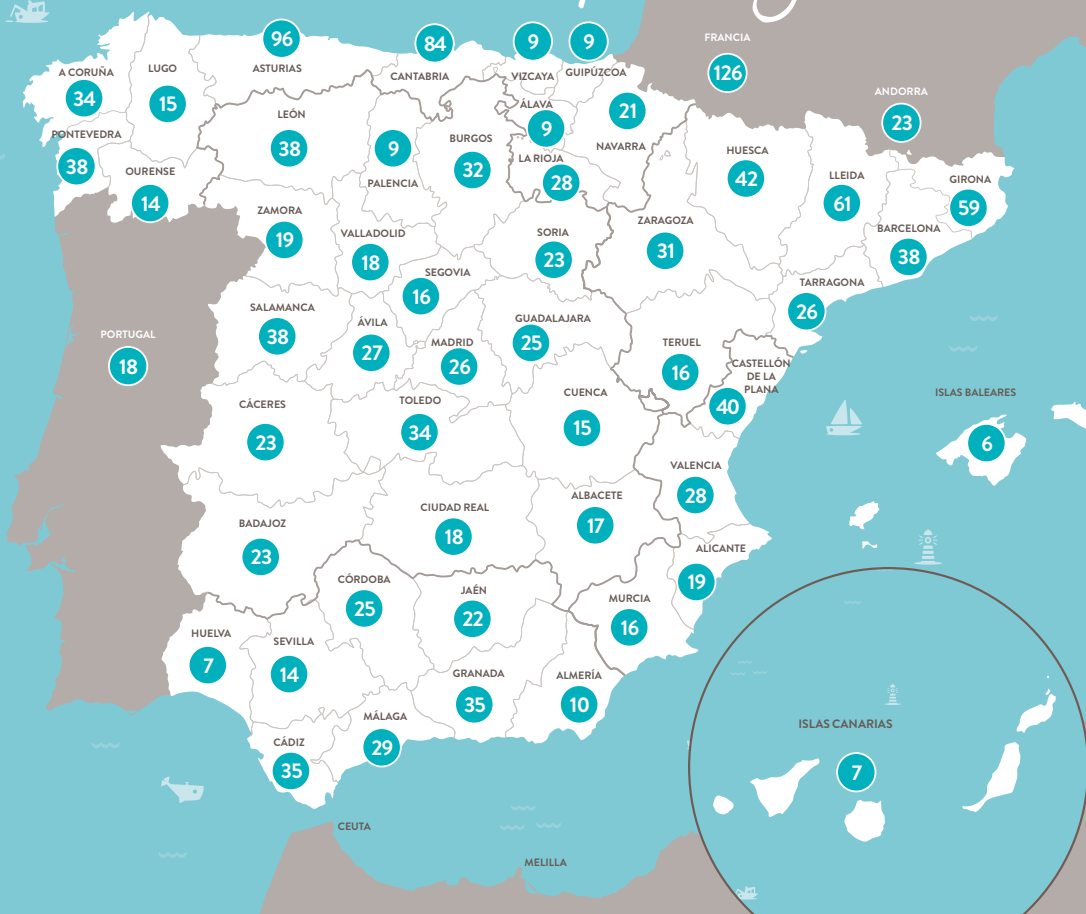 96
84
9
9
FRANCIA
126
A CORUÑA
34
LUGO
15
ASTURIAS
CANTABRIA
VIZCAYA
GUIPÚZCOA
ANDORRA
23
PONTEVEDRA
38
LEÓN
38
9
PALENCIA
BURGOS
32
ÁLAVA
9
21
NAVARRA
LA RIOJA
28
HUESCA
42
LLEIDA
61
GIRONA
59
OURENSE
14
ZAMORA
19
VALLADOLID
18
SEGOVIA
16
SORIA
23
ZARAGOZA
31
BARCELONA
38
TARRAGONA
26
PORTUGAL
18
SALAMANCA
38
ÁVILA
27
MADRID
26
GUADALAJARA
25
TERUEL
16
CASTELLÓN
DE LA
PLANA
40
ISLAS BALEARES
6
CÁCERES
23
TOLEDO
34
CUENCA
15
VALENCIA
28
BADAJOZ
23
CIUDAD REAL
18
ALBACETE
17
ALICANTE
19
CÓRDOBA
25
JAÉN
22
MURCIA
16
HUELVA
7
SEVILLA
14
GRANADA
35
ALMERÍA
10
MÁLAGA
29
CÁDIZ
35
ISLAS CANARIAS
7
CEUTA
MELILLA